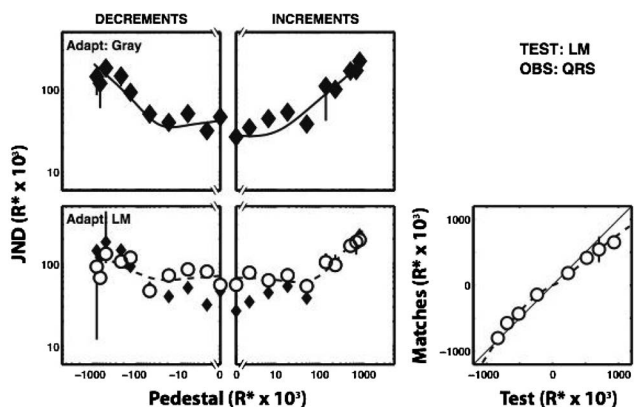 DECREMENTS INCREMENTS
Adapt: Gray
TEST: LM
OBS: QRS
100
10
JND (R* x 10³)
Adapt: LM
100
10
-1000 -100 -10 0 0 10 100 1000
Pedestal (R* x 10³)
Matches (R* x 10³)
1000
0
-1000
-1000 0 1000
Test (R* x 10³)